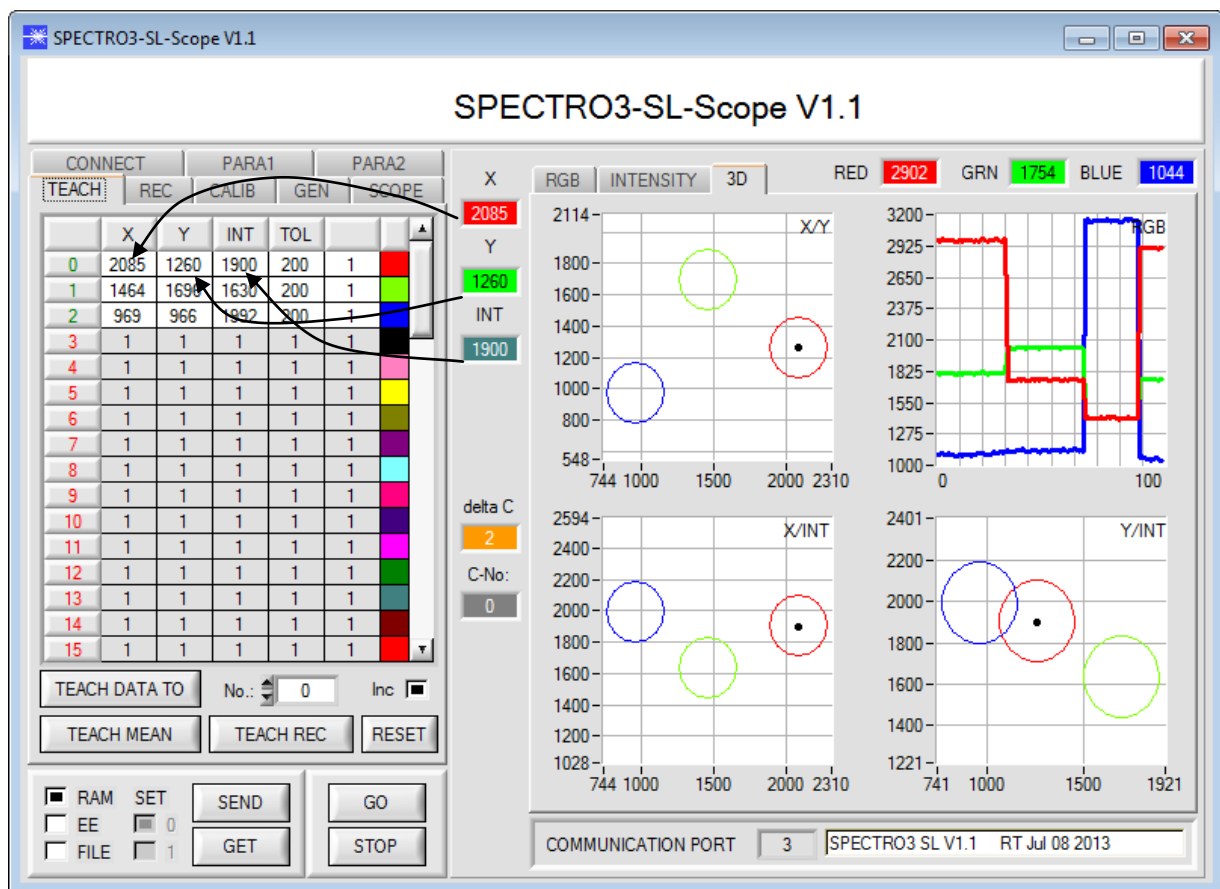 SPECTRO3-SL-Scope V1.1
SPECTRO3-SL-Scope V1.1
CONNECT PARA1 PARA2
TEACH REC CALIB GEN SCOPE
X Y INT TOL
0 2085 1260 1900 200 1
1 1464 1696 1630 200 1
2 969 966 1992 200 1
3 1 1 1 1 1
4 1 1 1 1 1
5 1 1 1 1 1
6 1 1 1 1 1
7 1 1 1 1 1
8 1 1 1 1 1
9 1 1 1 1 1
10 1 1 1 1 1
11 1 1 1 1 1
12 1 1 1 1 1
13 1 1 1 1 1
14 1 1 1 1 1
15 1 1 1 1 1
TEACH DATA TO No.: 0 Inc
TEACH MEAN TEACH REC RESET
RAM SET SEND GO
EE 0
FILE 1 GET STOP
X
2085
Y
1260
INT
1900
delta C
2
C-No:
0
RGB INTENSITY 3D
RED 2902 GRN 1754 BLUE 1044
X/Y
2114
1800
1600
1400
1200
1000
800
548
744 1000 1500 2000 2310
RGB
3200
2925
2650
2375
2100
1825
1550
1275
1000
0 100
X/INT
2594
2400
2200
2000
1800
1600
1400
1200
1028
744 1000 1500 2000 2310
Y/INT
2401
2200
2000
1800
1600
1400
1221
741 1000 1500 1921
COMMUNICATION PORT 3 SPECTRO3 SL V1.1 RT Jul 08 2013